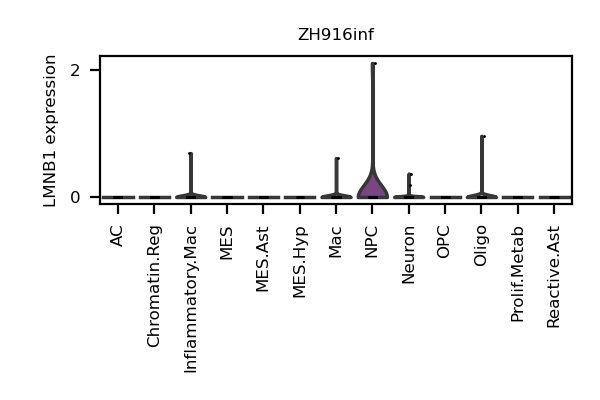 ZH916inf
LMNB1 expression
2
0
AC
Chromatin.Reg
Inflammatory.Mac
MES
MES.Ast
MES.Hyp
Mac
NPC
Neuron
OPC
Oligo
Prolif.Metab
Reactive.Ast